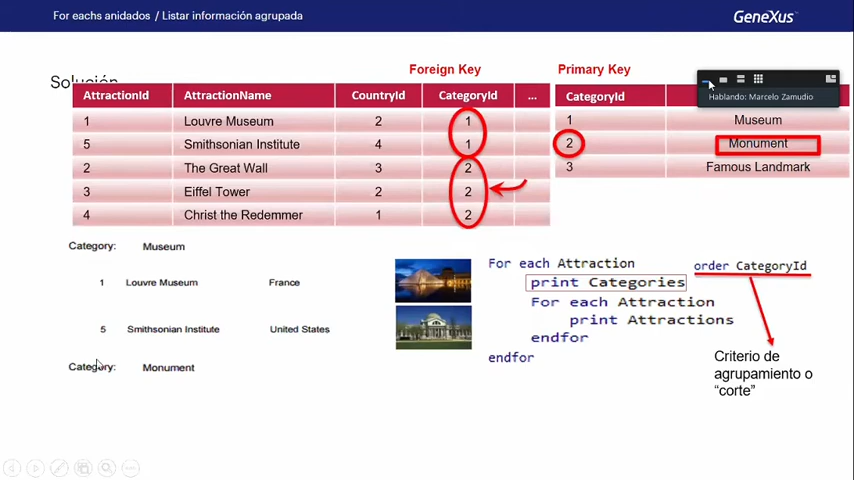 For eachs anidados / Listar información agrupada
GeneXus
Solución
Foreign Key
Primary Key
Hablando: Marcelo Zamudio
AttractionId AttractionName CountryId CategoryId ...
1 Louvre Museum 2 1
5 Smithsonian Institute 4 1
2 The Great Wall 3 2
3 Eiffel Tower 2 2
4 Christ the Redemmer 1 2
CategoryId
1 Museum
2 Monument
3 Famous Landmark
Category: Museum
1 Louvre Museum France
5 Smithsonian Institute United States
Category: Monument
For each Attraction order CategoryId
print Categories
For each Attraction
print Attractions
endfor
endfor
Criterio de
agrupamiento o
“corte”